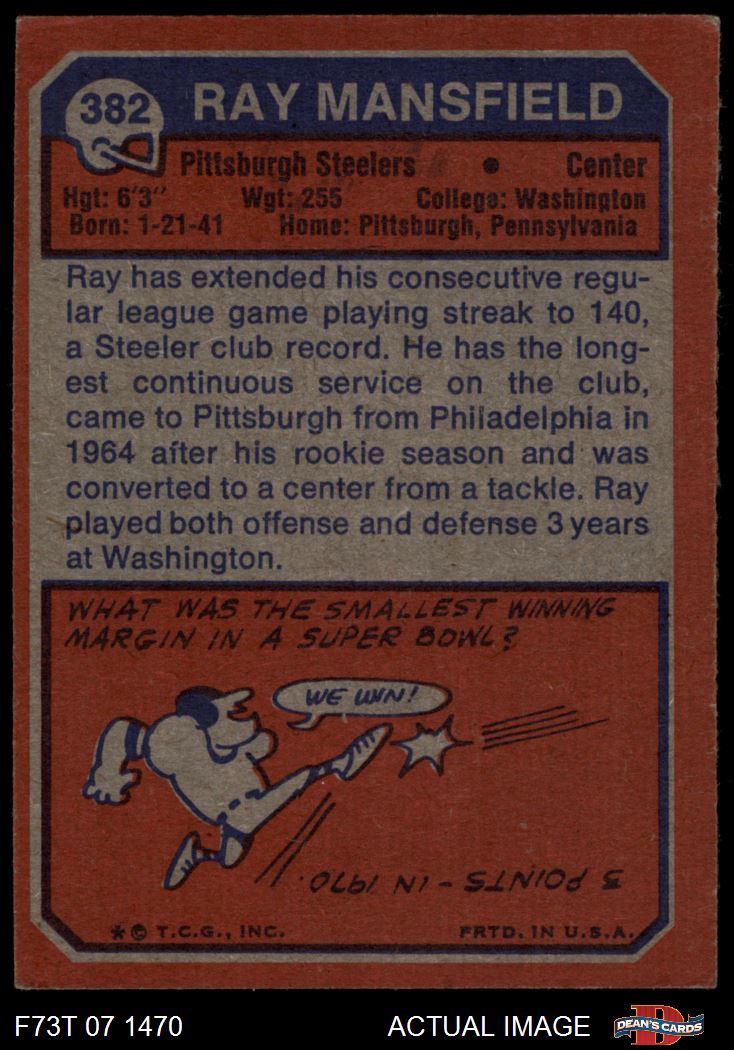 382
RAY MANSFIELD
Pittsburgh Steelers • Center
Hgt: 6'3" Wgt: 255 College: Washington
Born: 1-21-41 Home: Pittsburgh, Pennsylvania
Ray has extended his consecutive regu-
lar league game playing streak to 140,
a Steeler club record. He has the long-
est continuous service on the club,
came to Pittsburgh from Philadelphia in
1964 after his rookie season and was
converted to a center from a tackle. Ray
played both offense and defense 3 years
at Washington.
WHAT WAS THE SMALLEST WINNING
MARGIN IN A SUPER BOWL?
WE WIN!
3 POINTS - IN 1970.
* © T.C.G., INC. PRTD. IN U.S.A.
F73T 07 1470 ACTUAL IMAGE
D
DEAN'S CARDS